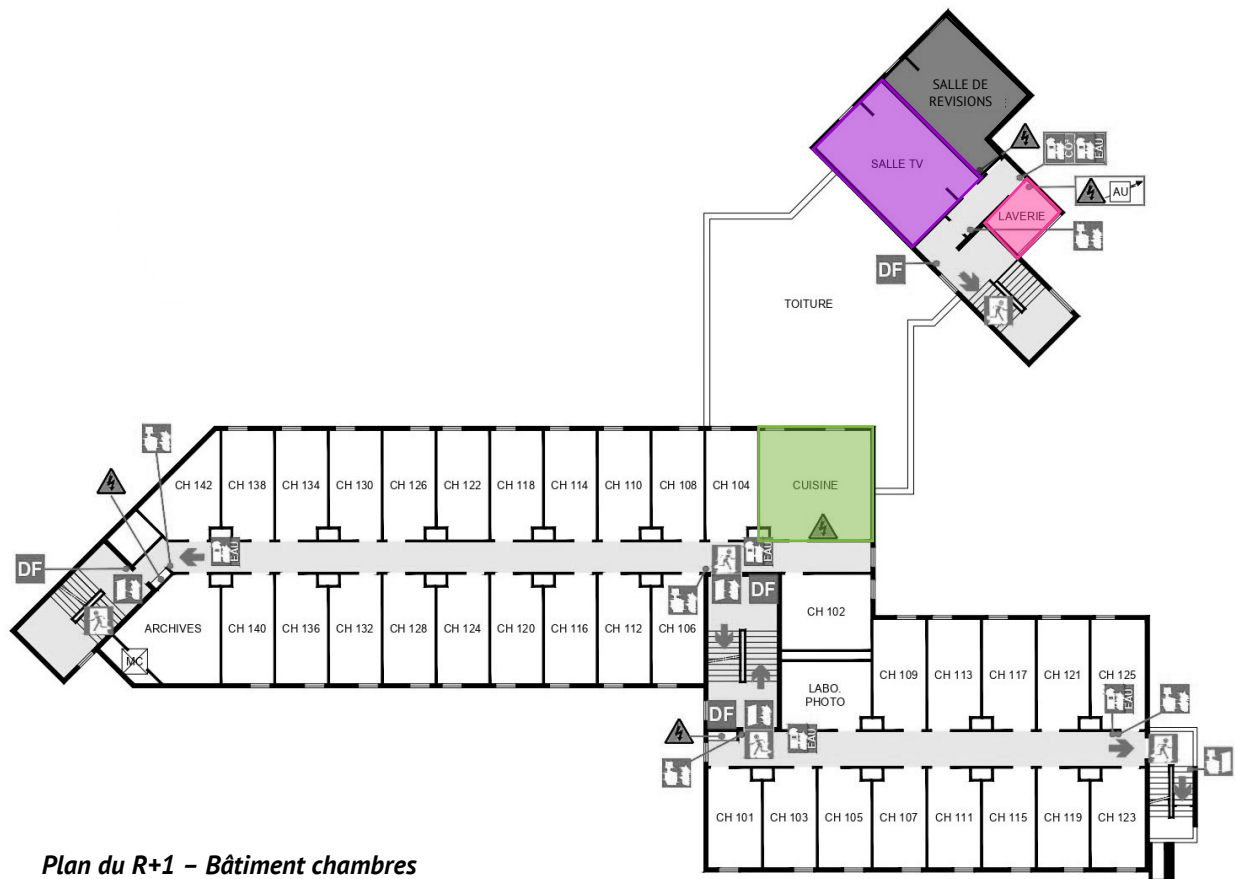 SALLE DE
REVISIONS
SALLE TV
CO²
EAU
AU
LAVERIE
DF
TOITURE
CH 142
CH 138
CH 134
CH 130
CH 126
CH 122
CH 118
CH 114
CH 110
CH 108
CH 104
CUISINE
EAU
EAU
DF
DF
ARCHIVES
CH 140
CH 136
CH 132
CH 128
CH 124
CH 120
CH 116
CH 112
CH 106
CH 102
MC
LABO.
PHOTO
CH 109
CH 113
CH 117
CH 121
CH 125
DF
EAU
EAU
CH 101
CH 103
CH 105
CH 107
CH 111
CH 115
CH 119
CH 123
Plan du R+1 – Bâtiment chambres